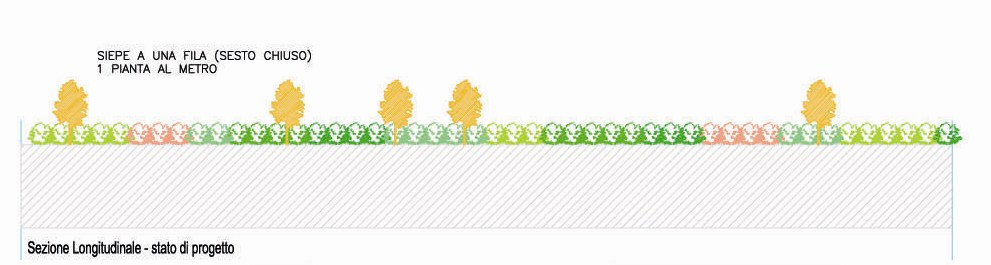 SIEPE A UNA FILA (SESTO CHIUSO)
1 PIANTA AL METRO
Sezione Longitudinale - stato di progetto